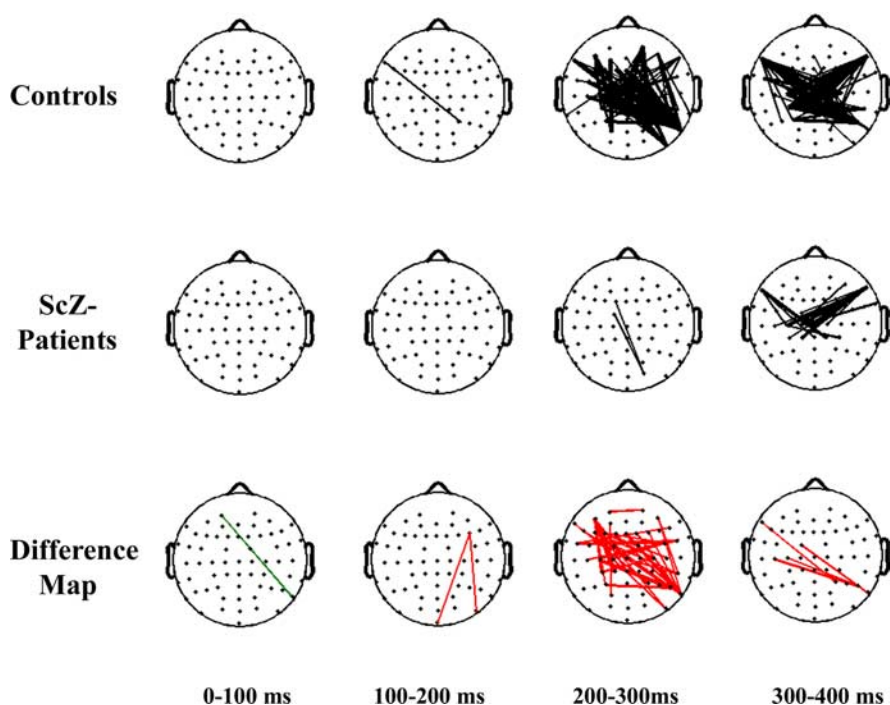 Controls
ScZ-
Patients
Difference
Map
0-100 ms
100-200 ms
200-300ms
300-400 ms